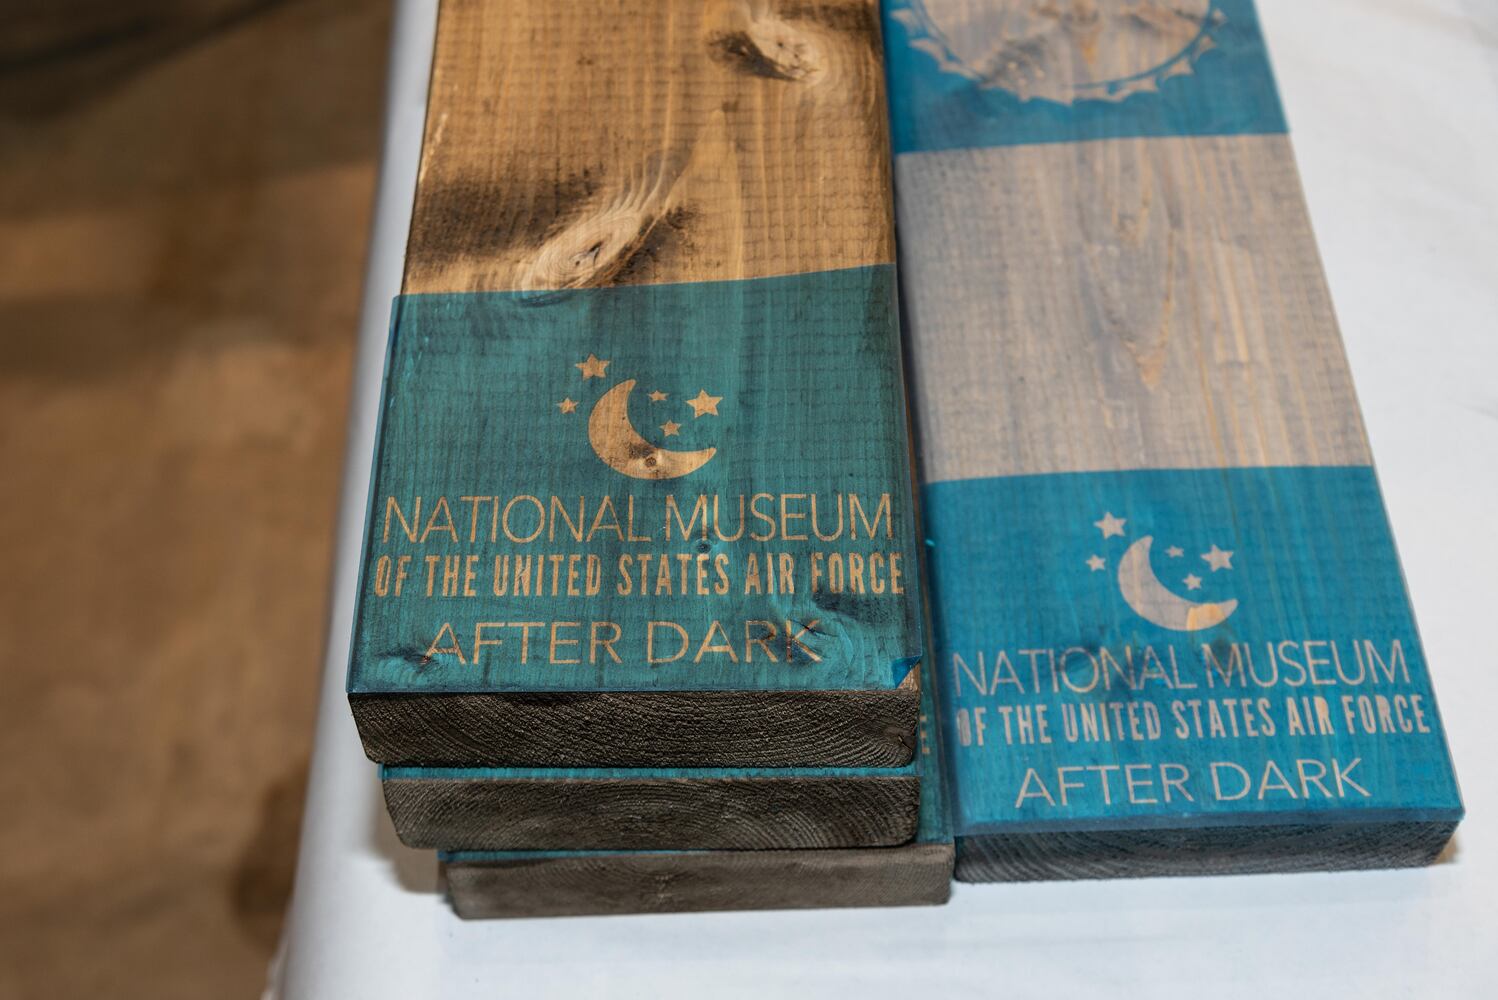 NATIONAL MUSEUM
OF THE UNITED STATES AIR FORCE
AFTER DARK
E
NATIONAL MUSEUM
OF THE UNITED STATES AIR FORCE
AFTER DARK